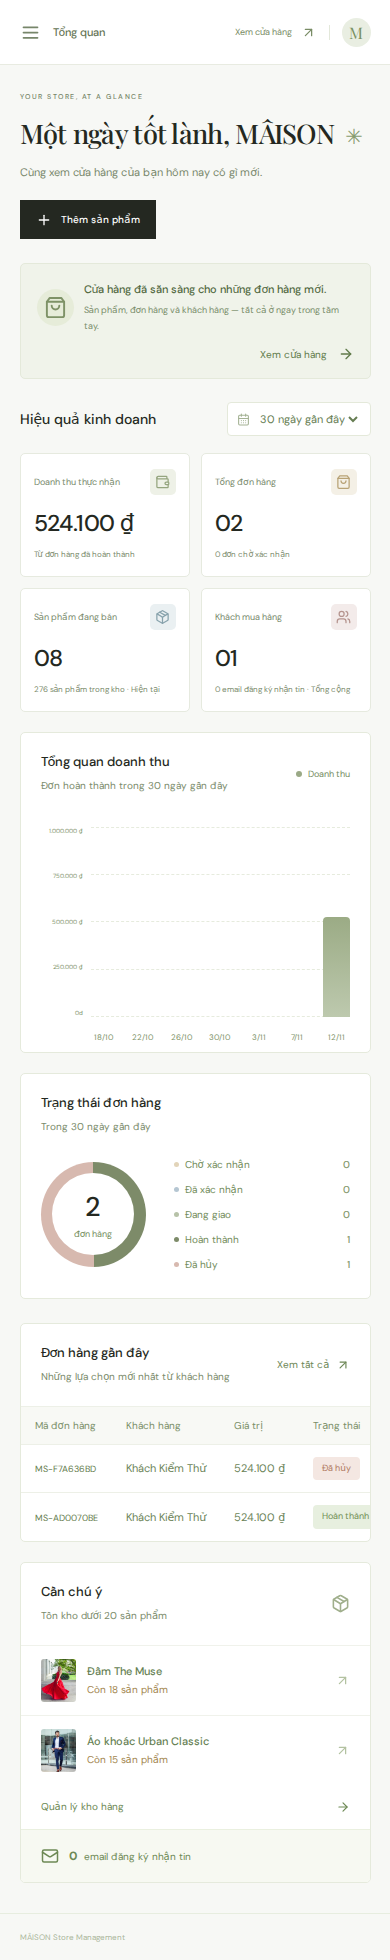 Tổng quan
Xem cửa hàng
M
YOUR STORE, AT A GLANCE
Một ngày tốt lành, MÂISON
Cùng xem cửa hàng của bạn hôm nay có gì mới.
Thêm sản phẩm
Cửa hàng đã sẵn sàng cho những đơn hàng mới.
Sản phẩm, đơn hàng và khách hàng — tất cả ở ngay trong tầm
tay.
Xem cửa hàng
Hiệu quả kinh doanh
30 ngày gần đây
Doanh thu thực nhận
524.100 ₫
Từ đơn hàng đã hoàn thành
Tổng đơn hàng
02
0 đơn chờ xác nhận
Sản phẩm đang bán
08
276 sản phẩm trong kho · Hiện tại
Khách mua hàng
01
0 email đăng ký nhận tin · Tổng cộng
Tổng quan doanh thu
Đơn hoàn thành trong 30 ngày gần đây
Doanh thu
1.000.000 ₫
750.000 ₫
500.000 ₫
250.000 ₫
0₫
18/10 22/10 26/10 30/10 3/11 7/11 12/11
Trạng thái đơn hàng
Trong 30 ngày gần đây
2
đơn hàng
Chờ xác nhận 0
Đã xác nhận 0
Đang giao 0
Hoàn thành 1
Đã hủy 1
Đơn hàng gần đây
Những lựa chọn mới nhất từ khách hàng
Xem tất cả
Mã đơn hàng Khách hàng Giá trị Trạng thái
MS-F7A636BD Khách Kiểm Thử 524.100 ₫ Đã hủy
MS-AD0070BE Khách Kiểm Thử 524.100 ₫ Hoàn thành
Cần chú ý
Tồn kho dưới 20 sản phẩm
Đầm The Muse
Còn 18 sản phẩm
Áo khoác Urban Classic
Còn 15 sản phẩm
Quản lý kho hàng
0 email đăng ký nhận tin
MÂISON Store Management